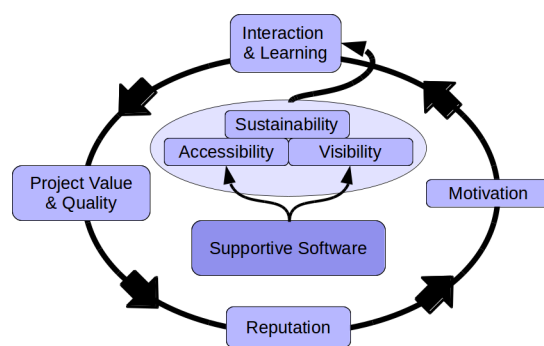 Interaction
& Learning
Sustainability
Accessibility
Visibility
Project Value
& Quality
Motivation
Supportive Software
Reputation